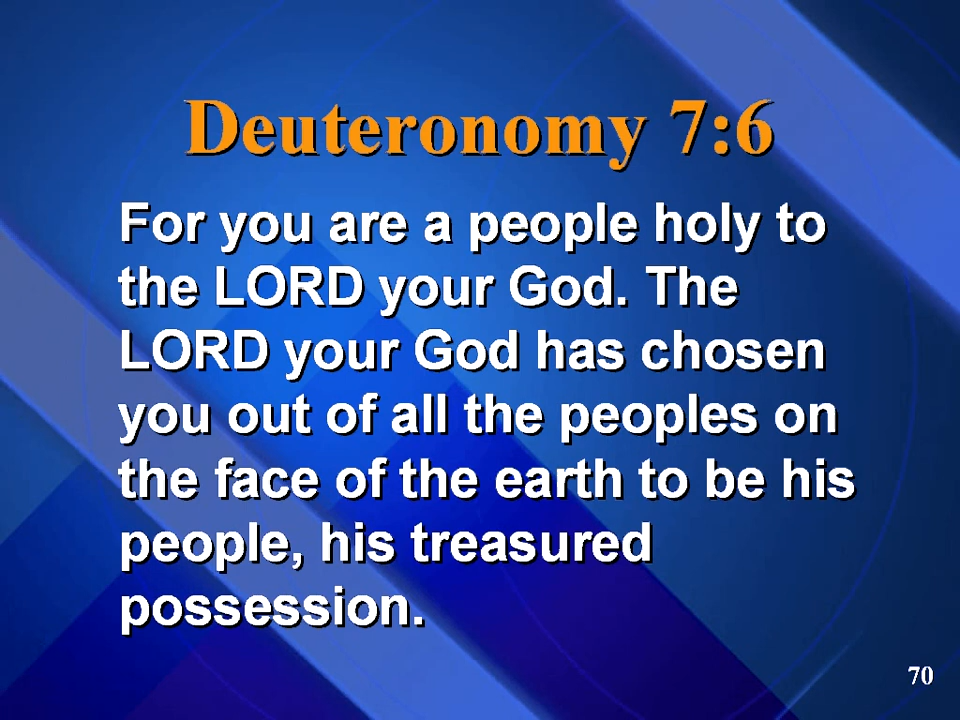 Deuteronomy 7:6
For you are a people holy to
the LORD your God. The
LORD your God has chosen
you out of all the peoples on
the face of the earth to be his
people, his treasured
possession.
70